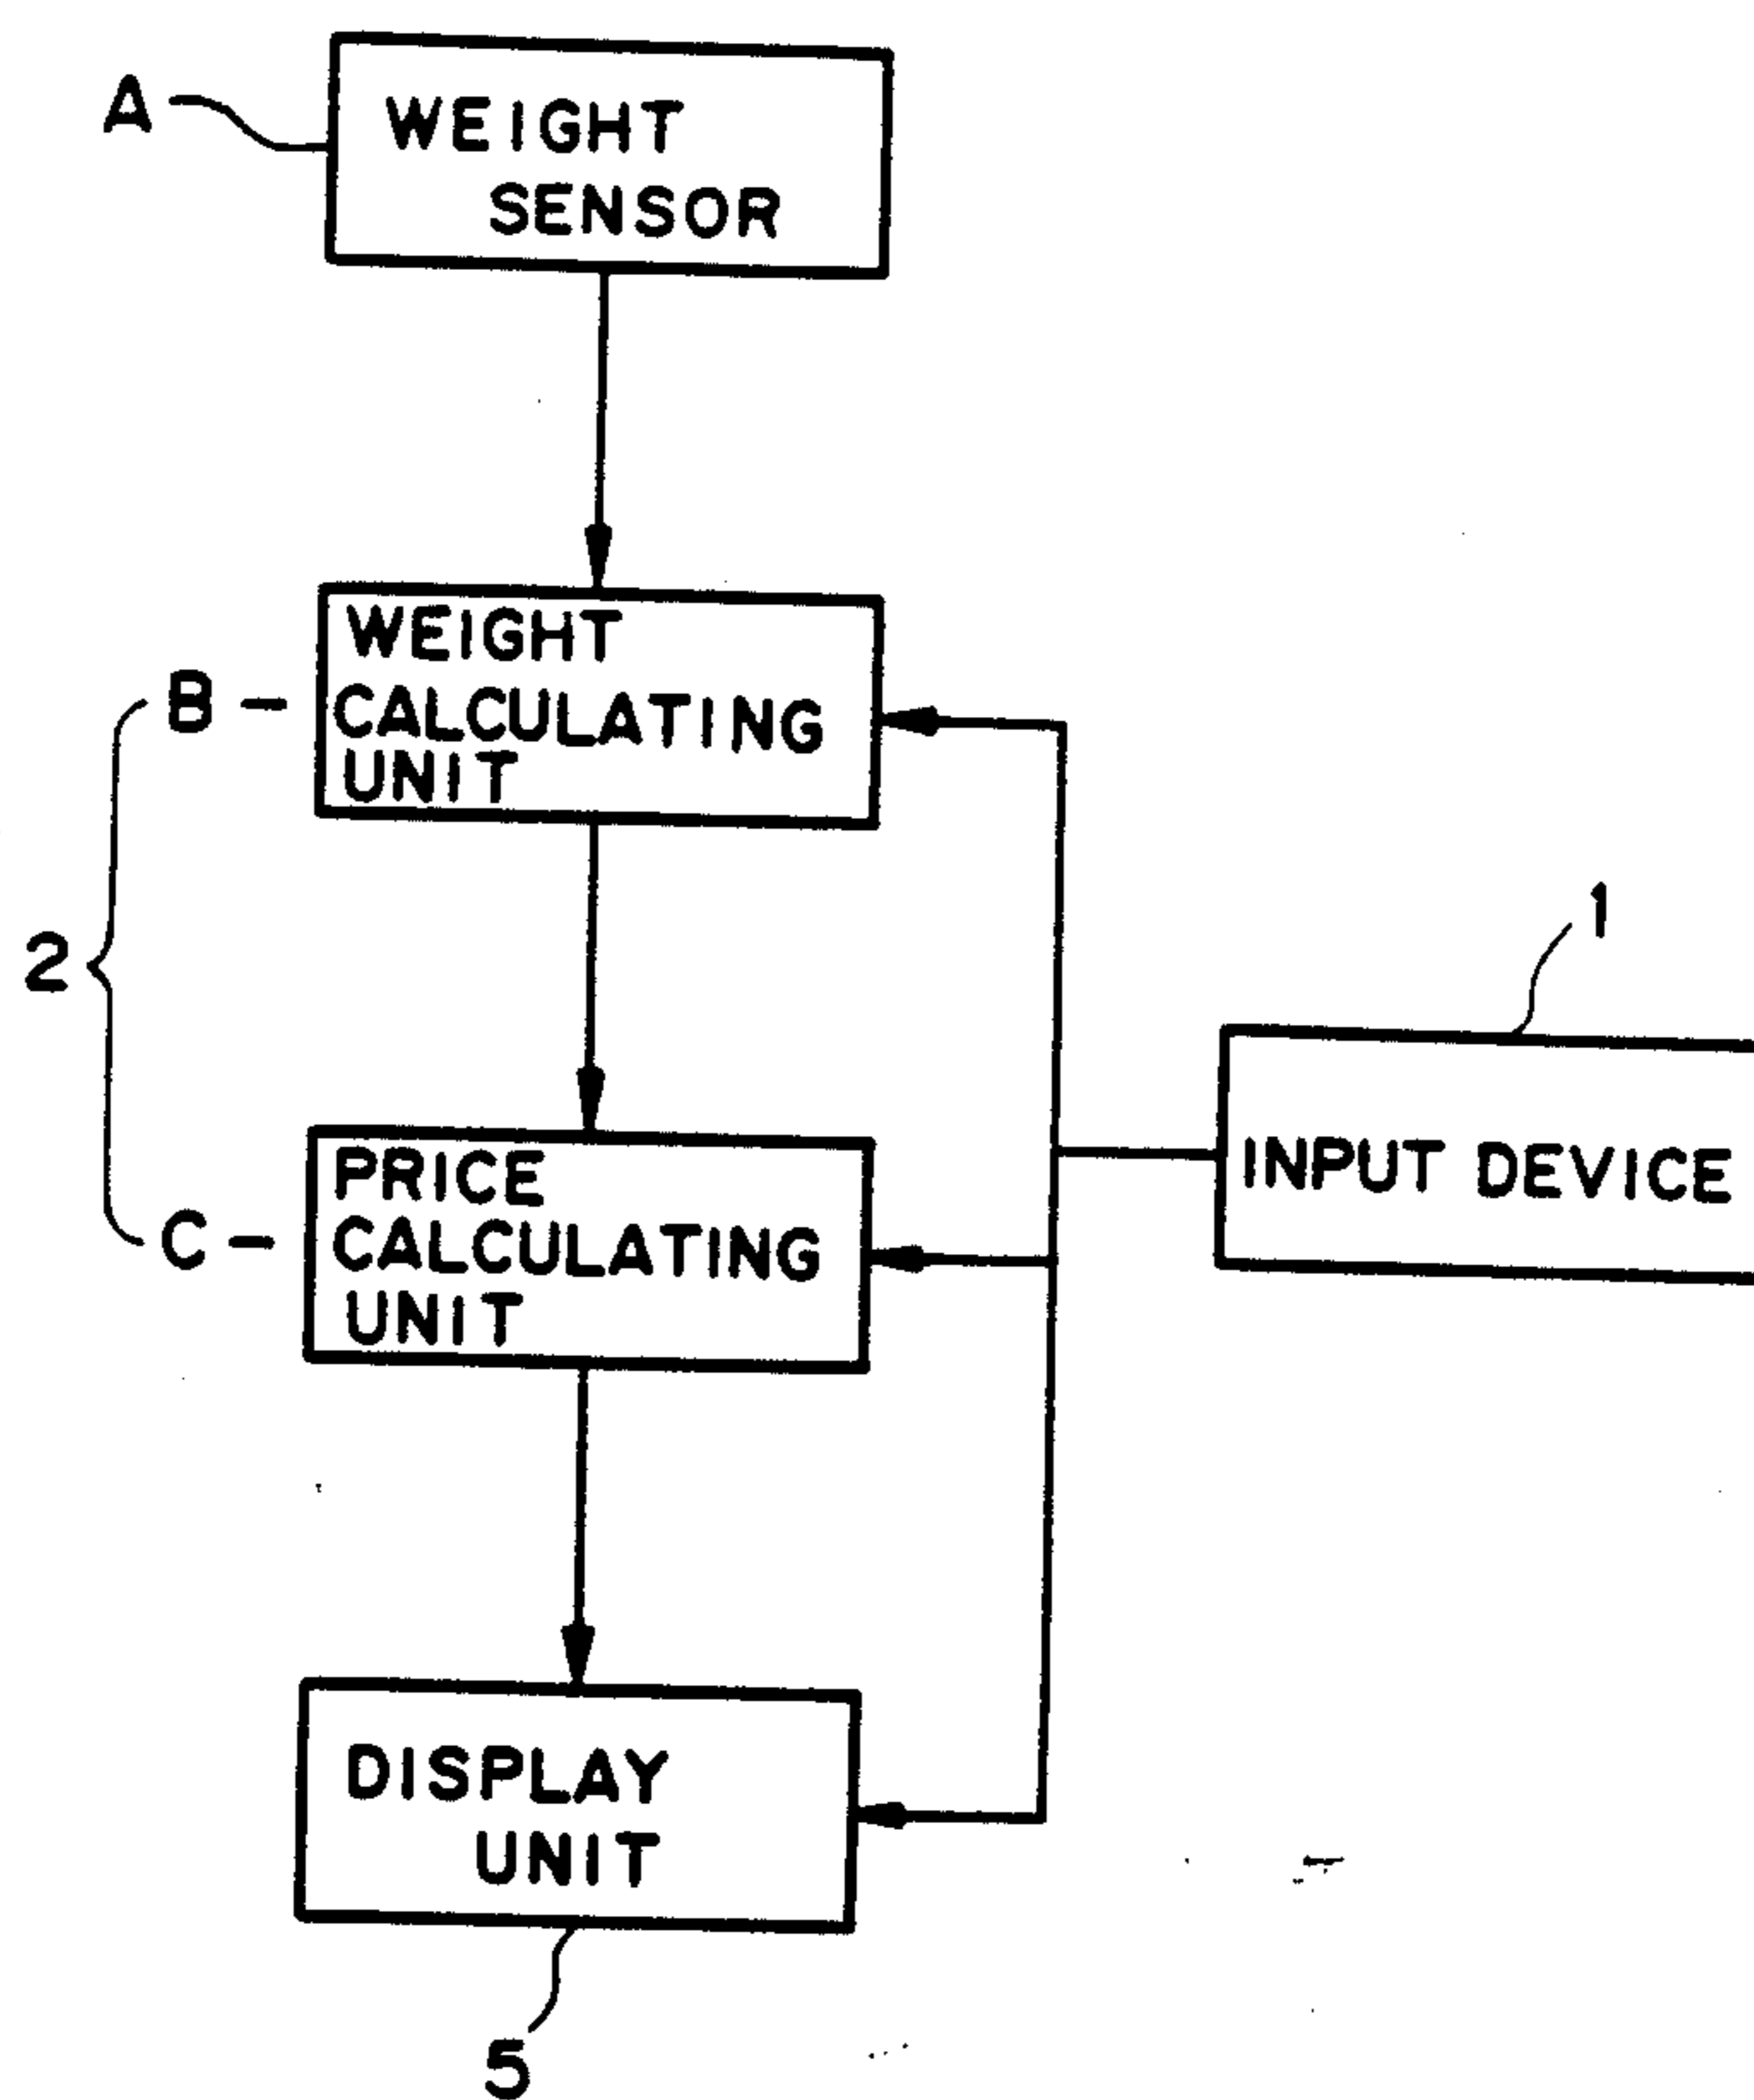 A
WEIGHT
SENSOR
B
WEIGHT
CALCULATING
UNIT
2
1
INPUT DEVICE
C
PRICE
CALCULATING
UNIT
DISPLAY
UNIT
5